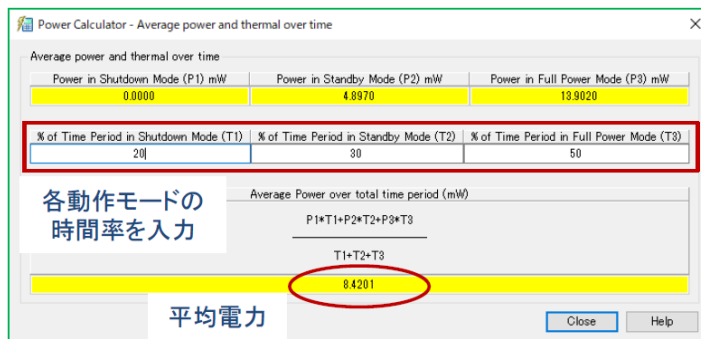 Power Calculator - Average power and thermal over time
Average power and thermal over time
Power in Shutdown Mode (P1) mW Power in Standby Mode (P2) mW Power in Full Power Mode (P3) mW
0.0000 4.8970 13.9020
% of Time Period in Shutdown Mode (T1) % of Time Period in Standby Mode (T2) % of Time Period in Full Power Mode (T3)
20 30 50
各動作モードの
時間率を入力
Average Power over total time period (mW)
P1*T1+P2*T2+P3*T3
T1+T2+T3
8.4201
平均電力
Close Help